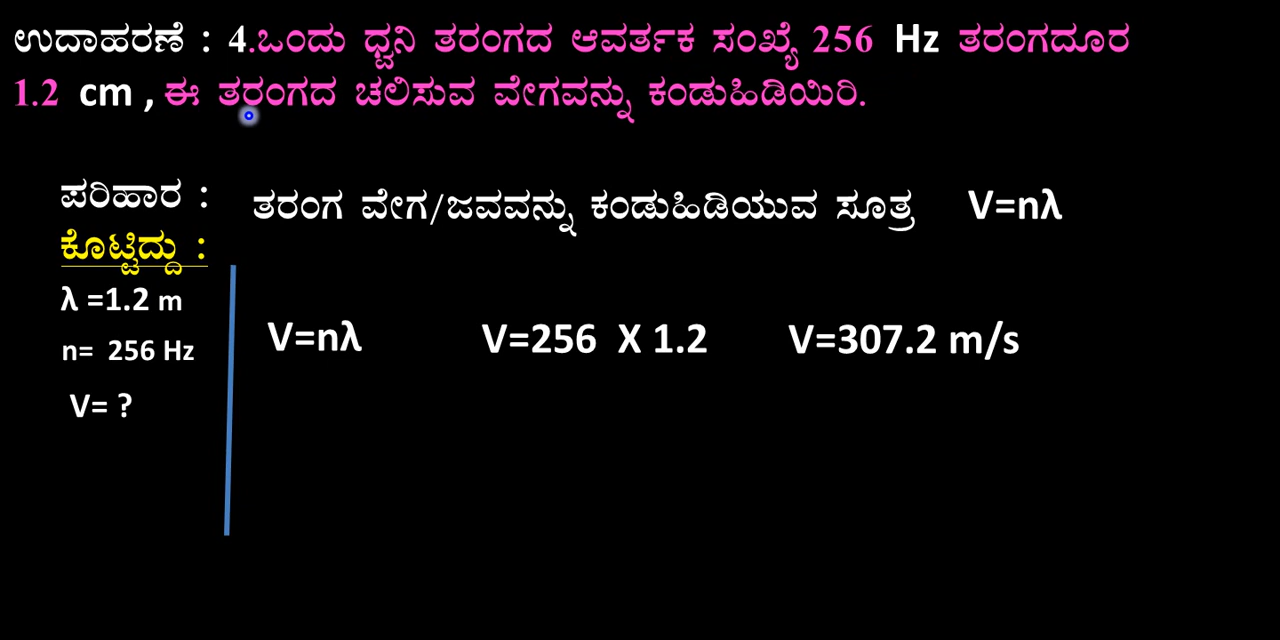 ಉದಾಹರಣೆ : 4.ಒಂದು ಧ್ವನಿ ತರಂಗದ ಆವರ್ತಕ ಸಂಖ್ಯೆ 256 Hz ತರಂಗದೂರ
1.2 cm , ಈ ತರಂಗದ ಚಲಿಸುವ ವೇಗವನ್ನು ಕಂಡುಹಿಡಿಯಿರಿ.
ಪರಿಹಾರ : ತರಂಗ ವೇಗ/ಜವವನ್ನು ಕಂಡುಹಿಡಿಯುವ ಸೂತ್ರ V=nλ
ಕೊಟ್ಟಿದ್ದು :
λ =1.2 m
n= 256 Hz
V= ?
V=nλ V=256 X 1.2 V=307.2 m/s